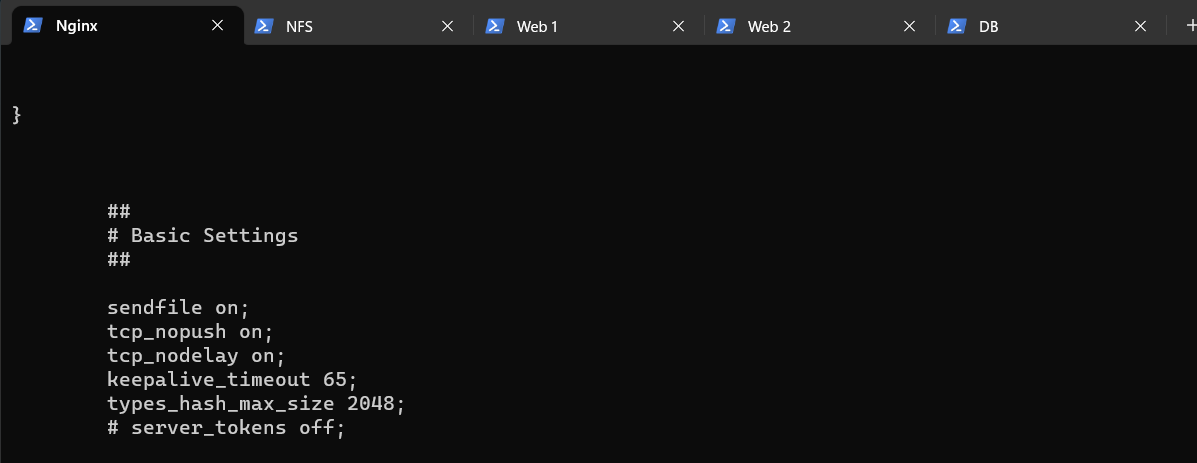 Nginx
NFS
Web 1
Web 2
DB
}
##
# Basic Settings
##
sendfile on;
tcp_nopush on;
tcp_nodelay on;
keepalive_timeout 65;
types_hash_max_size 2048;
# server_tokens off;